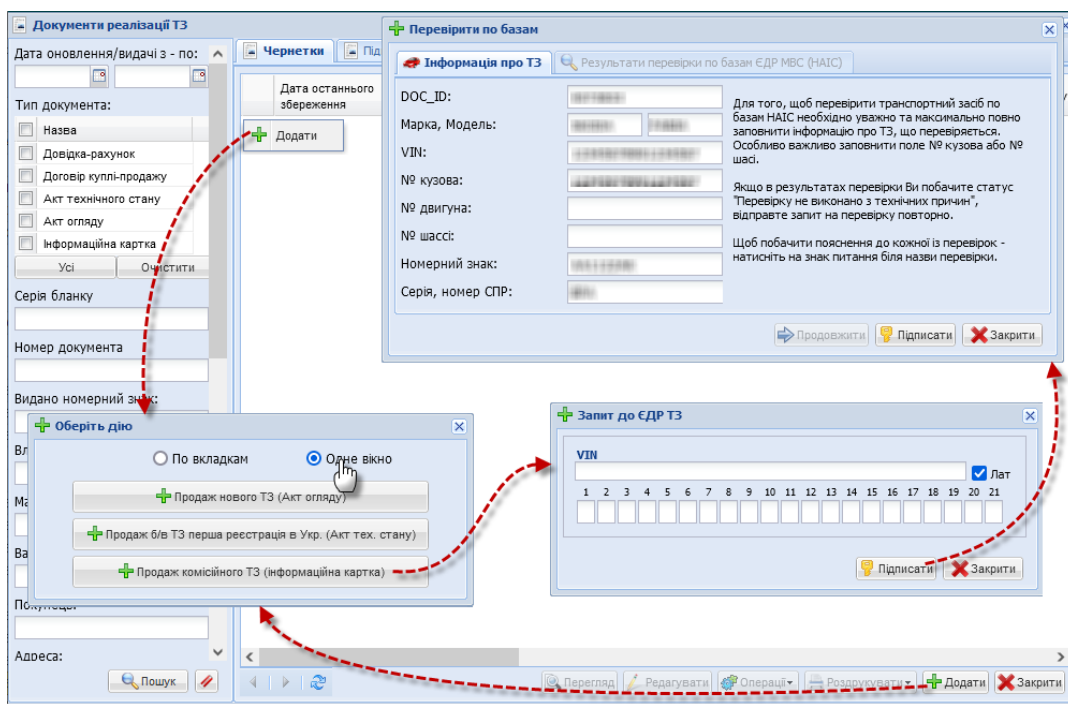 Документи реалізації ТЗ
Дата оновлення/видачі з - по:
Тип документа:
Назва
Довідка-рахунок
Договір куплі-продажу
Акт технічного стану
Акт огляду
Інформаційна картка
Усі
Очистити
Серія бланку
Номер документа
Видано номерний знак:
Адреса:
Пошук
Чернетки
Дата останнього
збереження
Додати
Перевірити по базам
Інформація про ТЗ
Результати перевірки по базам ЄДР МВС (НАІС)
DOC_ID:
Марка, Модель:
VIN:
№ кузова:
№ двигуна:
№ шассі:
Номерний знак:
Серія, номер СПР:
Для того, щоб перевірити транспортний засіб по
базам НАІС необхідно уважно та максимально повно
заповнити інформацію про ТЗ, що перевіряється.
Особливо важливо заповнити поле № кузова або №
шасі.
Якщо в результатах перевірки Ви побачите статус
"Перевірку не виконано з технічних причин",
відправте запит на перевірку повторно.
Щоб побачити пояснення до кожної із перевірок -
натисніть на знак питання біля назви перевірки.
Продовжити
Підписати
Закрити
Оберіть дію
По вкладкам
Одне вікно
Продаж нового ТЗ (Акт огляду)
Продаж б/в ТЗ перша реєстрація в Укр. (Акт тех. стану)
Продаж комісійного ТЗ (інформаційна картка)
Запит до ЄДР ТЗ
VIN
Лат
1 2 3 4 5 6 7 8 9 10 11 12 13 14 15 16 17 18 19 20 21
Підписати
Закрити
Перегляд
Редагувати
Операції
Роздрукувати
Додати
Закрити